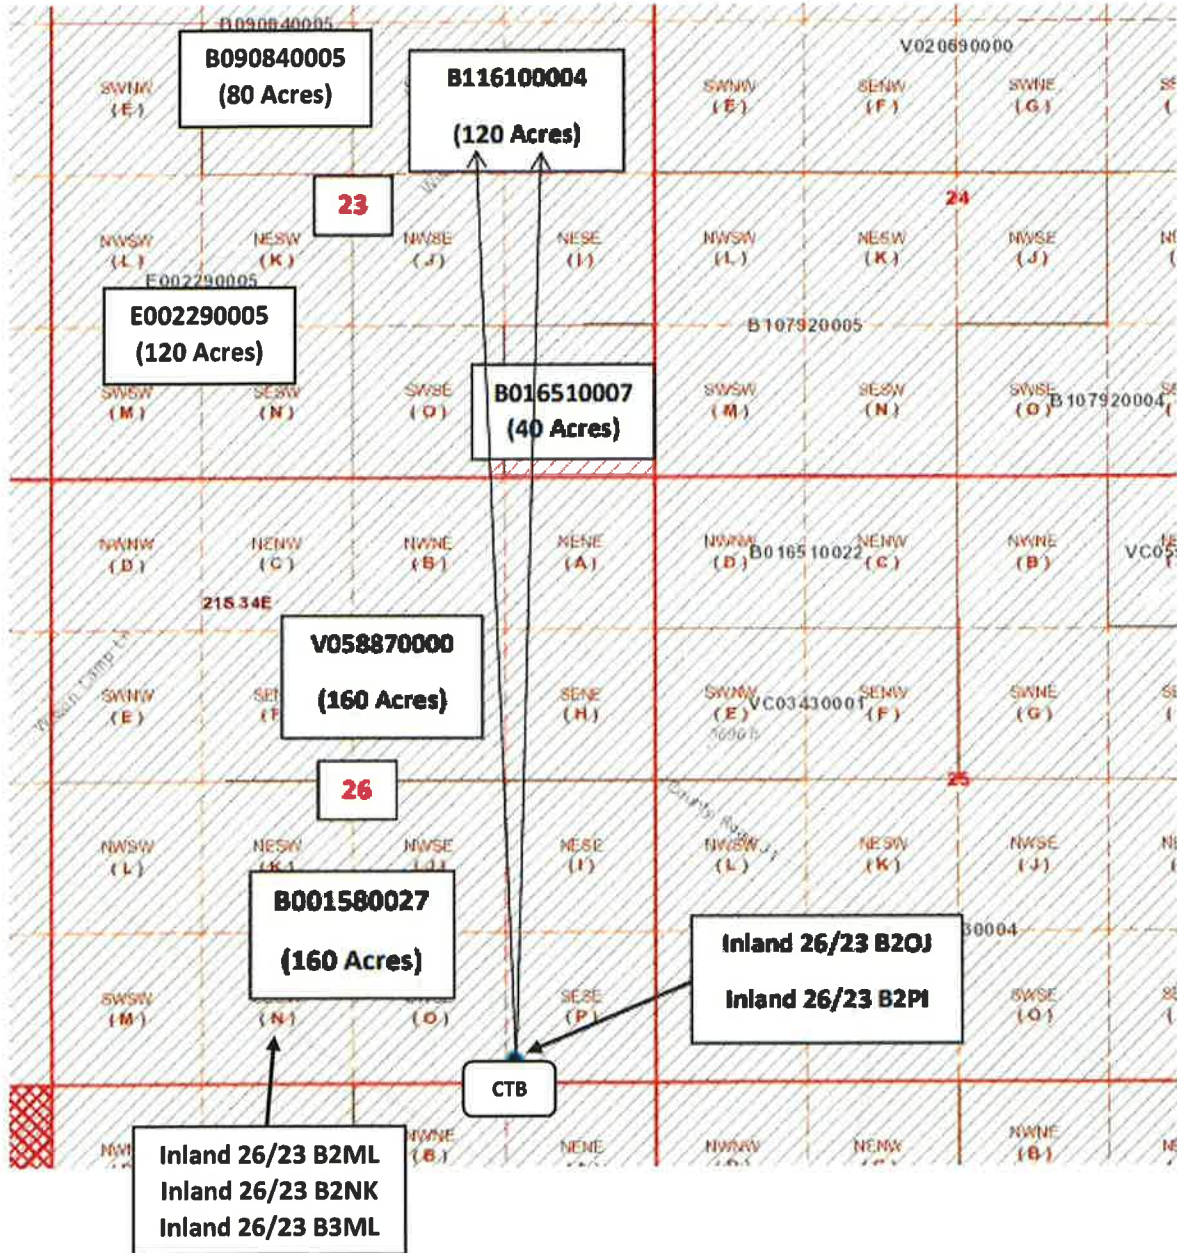 B090840005
B090840005
(80 Acres)
B116100004
(120 Acres)
V020690000
SWNW
(E)
SWNW
(E)
SENW
(F)
SWNE
(G)
23
24
NWSW
(L)
NESW
(K)
NWSE
(J)
NESE
(I)
NWSW
(L)
NESW
(K)
NWSE
(J)
E002290005
E002290005
(120 Acres)
B107920005
SWSW
(M)
SESW
(N)
SWSE
(O)
B016510007
(40 Acres)
SWSW
(M)
SESW
(N)
SWSE
(O)
B107920004
NWNW
(D)
NENW
(C)
NWNE
(B)
NENE
(A)
NWNW
(D)
B016510022
NENW
(C)
NWNE
(B)
21S 34E
V058870000
(160 Acres)
SWNW
(E)
SENE
(H)
SWNW
(E)
VC03430001
SENW
(F)
SWNE
(G)
26
25
County Road
NWSW
(L)
NESW
(K)
NWSE
(J)
NESE
(I)
NWSW
(L)
NESW
(K)
NWSE
(J)
B001580027
(160 Acres)
Inland 26/23 B2OJ
Inland 26/23 B2PI
30004
SWSW
(M)
(N)
(O)
SESE
(P)
SWSE
(O)
CTB
NWNE
(B)
NENE
NWNW
NENW
NWNE
(B)
Inland 26/23 B2ML
Inland 26/23 B2NK
Inland 26/23 B3ML